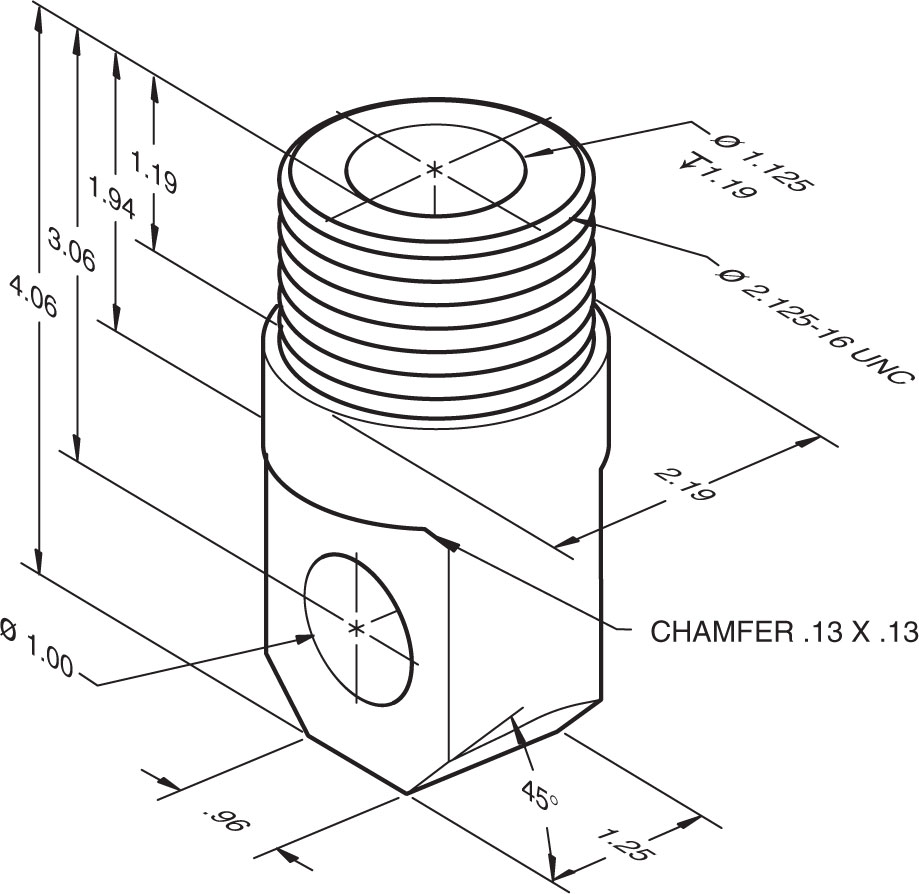 1.19
1.94
3.06
4.06
Ø 1.125
↧1.19
Ø 2.125-16 UNC
2.19
CHAMFER .13 X .13
Ø 1.00
.96
45°
1.25